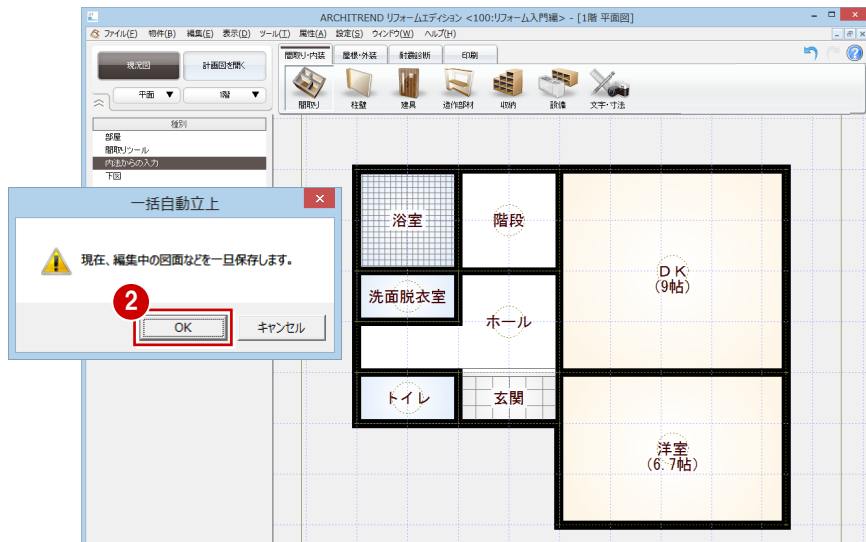 ARCHITREND リフォームエディション <100:リフォーム入門編> - [1階 平面図]
ファイル(F) 物件(B) 編集(E) 表示(D) ツール(T) 属性(A) 設定(S) ウィンドウ(W) ヘルプ(H)
現況図 計画図を開く
平面 ▼ 1階 ▼
間取り・内装 屋根・外装 耐震診断 印刷
間取り 柱壁 建具 造作部材 収納 設備 文字・寸法
種別
部屋
間取りツール
内法からの入力
下図
一括自動立上
現在、編集中の図面などを一旦保存します。
2
OK キャンセル
浴室
階段
DK
(9帖)
洗面脱衣室
ホール
トイレ
玄関
洋室
(6.7帖)